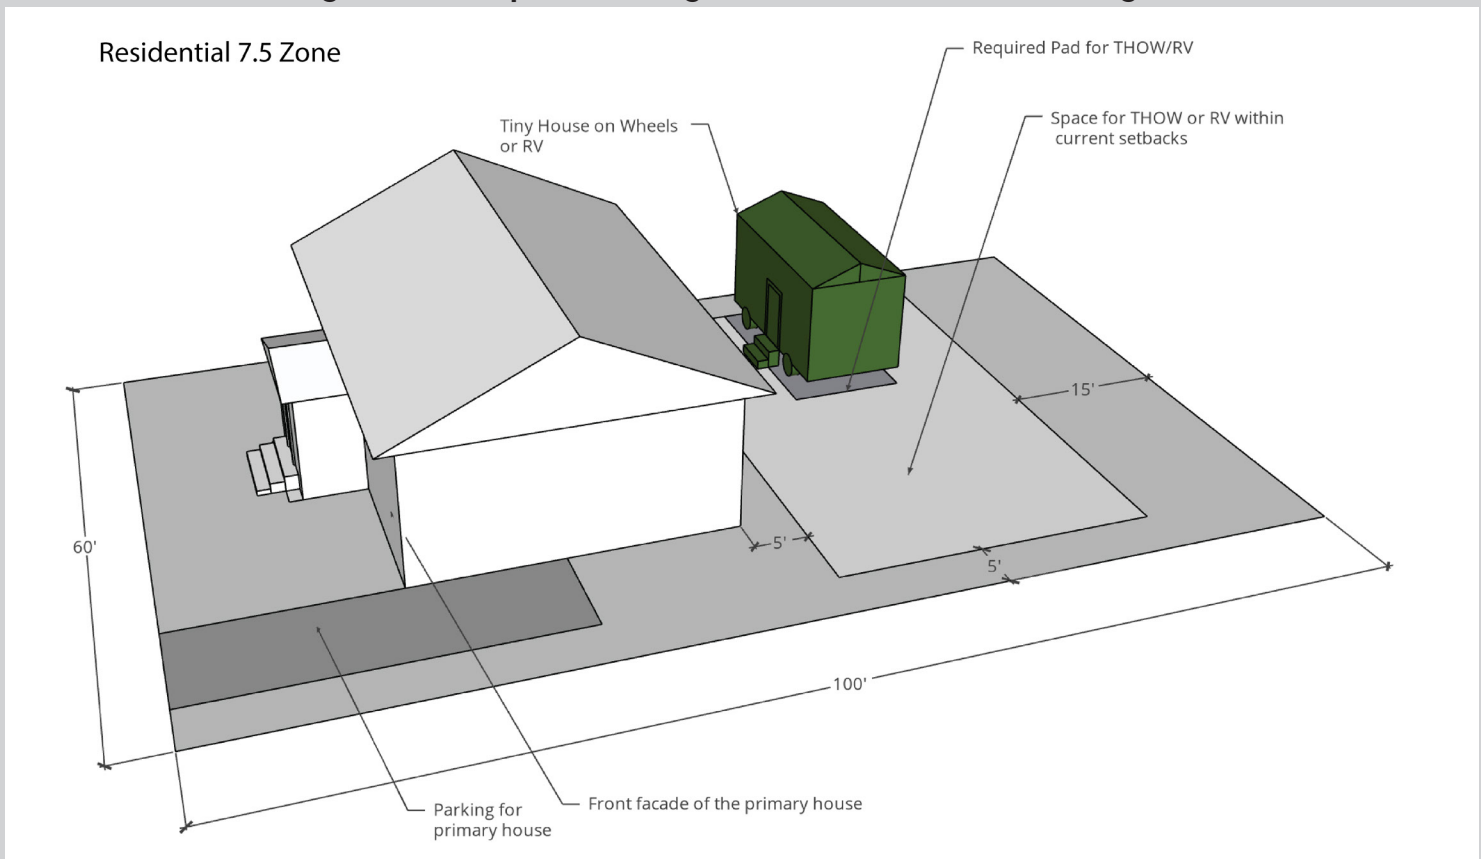 Residential 7.5 Zone
Required Pad for THOW/RV
Space for THOW or RV within
current setbacks
Tiny House on Wheels
or RV
15'
60'
5'
5'
100'
Parking for
primary house
Front facade of the primary house